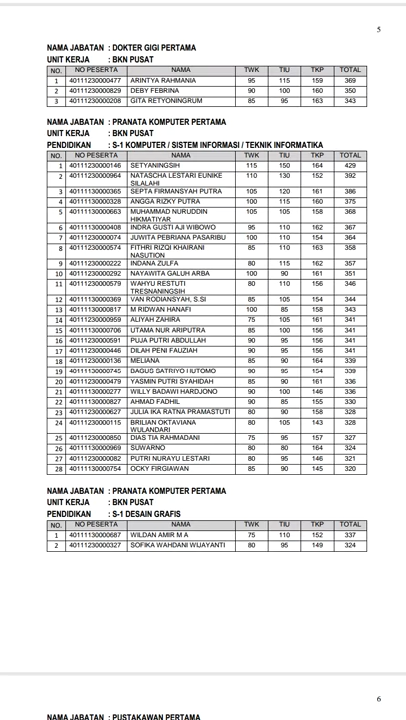 5
NAMA JABATAN : DOKTER GIGI PERTAMA
UNIT KERJA : BKN PUSAT
NO. NO PESERTA NAMA TWK TIU TKP TOTAL
1 40111230000477 ARINTYA RAHMANIA 95 115 159 369
2 40111230000829 DEBY FEBRINA 90 100 160 350
3 40111230000208 GITA RETYONINGRUM 85 95 163 343
NAMA JABATAN : PRANATA KOMPUTER PERTAMA
UNIT KERJA : BKN PUSAT
PENDIDIKAN : S-1 KOMPUTER / SISTEM INFORMASI / TEKNIK INFORMATIKA
NO. NO PESERTA NAMA TWK TIU TKP TOTAL
1 40111230000146 SETYANINGSIH 115 150 164 429
2 40111230000964 NATASCHA LESTARI EUNIKE SILALAHI 110 130 152 392
3 40111130000365 SEPTA FIRMANSYAH PUTRA 105 120 161 386
4 40111130000328 ANGGA RIZKY PUTRA 100 115 160 375
5 40111130000663 MUHAMMAD NURUDDIN HIKMATIYAR 105 105 158 368
6 40111130000408 INDRA GUSTI AJI WIBOWO 95 110 162 367
7 40111230000074 JUWITA PEBRIANA PASARIBU 100 110 154 364
8 40111230000574 FITHRI RIZQI KHAIRANI NASUTION 85 110 163 358
9 40111230000222 INDANA ZULFA 80 115 162 357
10 40111230000292 NAYAWITA GALUH ARBA 100 90 161 351
11 40111230000579 WAHYU RESTUTI TRESNANINGSIH 80 110 156 346
12 40111130000369 VAN RODIANSYAH, S.SI 85 105 154 344
13 40111130000817 M RIDWAN HANAFI 100 85 158 343
14 40111230000959 ALIYAH ZAHIRA 75 105 161 341
15 40111130000706 UTAMA NUR ARIPUTRA 85 100 156 341
16 40111230000591 PUJA PUTRI ABDULLAH 90 95 156 341
17 40111230000446 DILAH PENI FAUZIAH 90 95 156 341
18 40111230000136 MELIANA 85 90 164 339
19 40111130000745 BAGUS SATRIYO HUTOMO 90 95 154 339
20 40111230000479 YASMIN PUTRI SYAHIDAH 85 90 161 336
21 40111130000277 WILLY BADAWI HARDJONO 90 100 146 336
22 40111130000827 AHMAD FADHIL 90 85 155 330
23 40111230000627 JULIA IKA RATNA PRAMASTUTI 80 90 158 328
24 40111230000115 BRILIAN OKTAVIANA WULANDARI 80 105 143 328
25 40111230000850 DIAS TIA RAHMADANI 75 95 157 327
26 40111130000969 SUWARNO 80 80 164 324
27 40111230000082 PUTRI NURAYU LESTARI 80 95 146 321
28 40111130000754 OCKY FIRGIAWAN 85 90 145 320
NAMA JABATAN : PRANATA KOMPUTER PERTAMA
UNIT KERJA : BKN PUSAT
PENDIDIKAN : S-1 DESAIN GRAFIS
NO. NO PESERTA NAMA TWK TIU TKP TOTAL
1 40111130000687 WILDAN AMIR M A 75 110 152 337
2 40111230000327 SOFIKA WAHDANI WIJAYANTI 80 95 149 324
6
NAMA JABATAN : PUSTAKAWAN PERTAMA